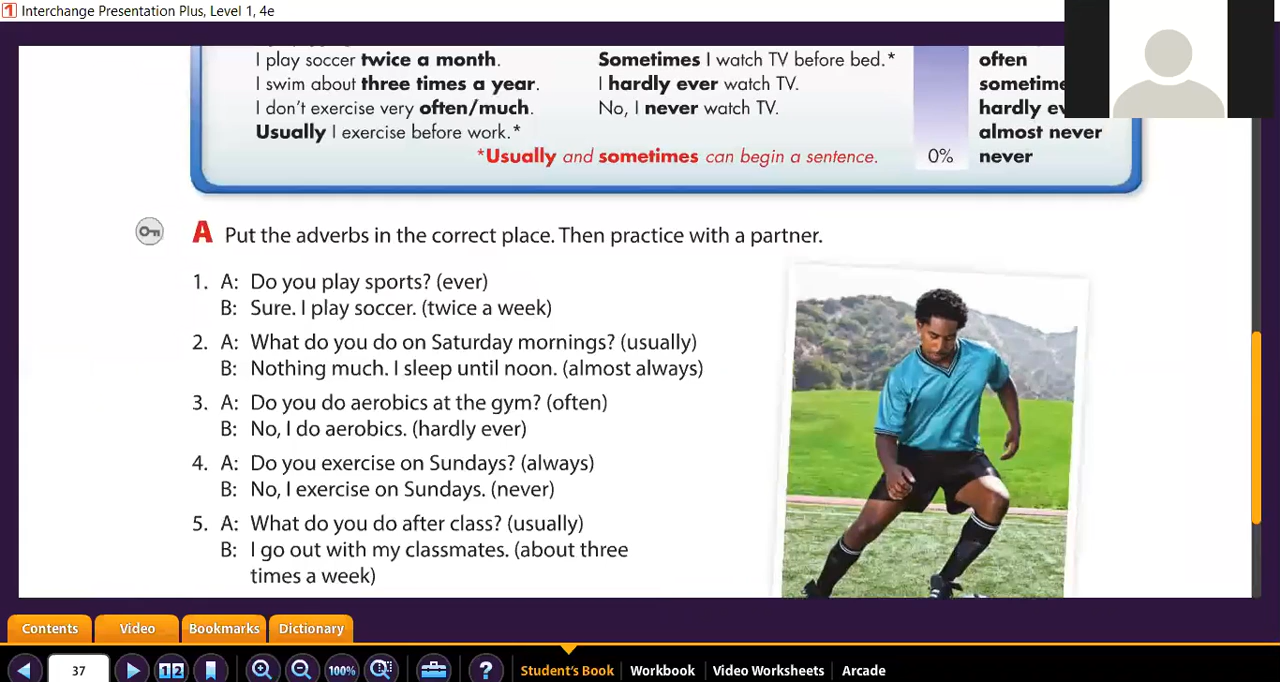 Interchange Presentation Plus, Level 1, 4e
I play soccer twice a month.
I swim about three times a year.
I don't exercise very often/much.
Usually I exercise before work.*
Sometimes I watch TV before bed.*
I hardly ever watch TV.
No, I never watch TV.
*Usually and sometimes can begin a sentence.
0%
often
hardly
almost never
never
A Put the adverbs in the correct place. Then practice with a partner.
1. A: Do you play sports? (ever)
B: Sure. I play soccer. (twice a week)
2. A: What do you do on Saturday mornings? (usually)
B: Nothing much. I sleep until noon. (almost always)
3. A: Do you do aerobics at the gym? (often)
B: No, I do aerobics. (hardly ever)
4. A: Do you exercise on Sundays? (always)
B: No, I exercise on Sundays. (never)
5. A: What do you do after class? (usually)
B: I go out with my classmates. (about three
times a week)
Contents Video Bookmarks Dictionary
37 12 100% ? Student's Book Workbook Video Worksheets Arcade